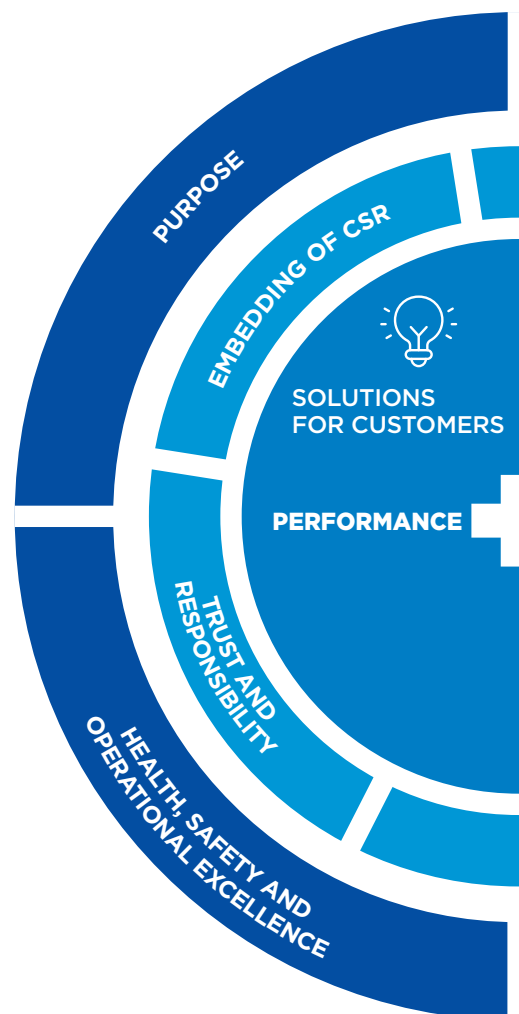 PURPOSE
EMBEDDING OF CSR
SOLUTIONS
FOR CUSTOMERS
PERFORMANCE
TRUST AND
RESPONSIBILITY
HEALTH, SAFETY AND
OPERATIONAL EXCELLENCE